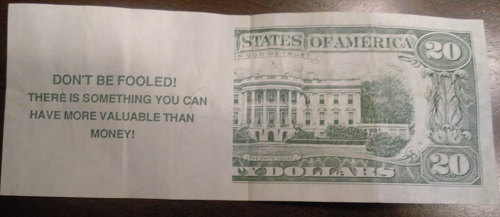 DON'T BE FOOLED!
THERE IS SOMETHING YOU CAN
HAVE MORE VALUABLE THAN
MONEY!
STATES OF AMERICA
IN GOD WE TRUST
20
THE WHITE HOUSE
20
Y DOLLARS